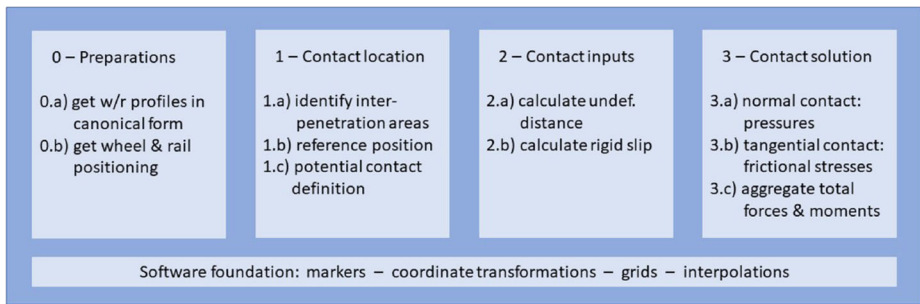 0 – Preparations
0.a) get w/r profiles in
canonical form
0.b) get wheel & rail
positioning
1 – Contact location
1.a) identify inter-
penetration areas
1.b) reference position
1.c) potential contact
definition
2 – Contact inputs
2.a) calculate undef.
distance
2.b) calculate rigid slip
3 – Contact solution
3.a) normal contact:
pressures
3.b) tangential contact:
frictional stresses
3.c) aggregate total
forces & moments
Software foundation: markers – coordinate transformations – grids – interpolations